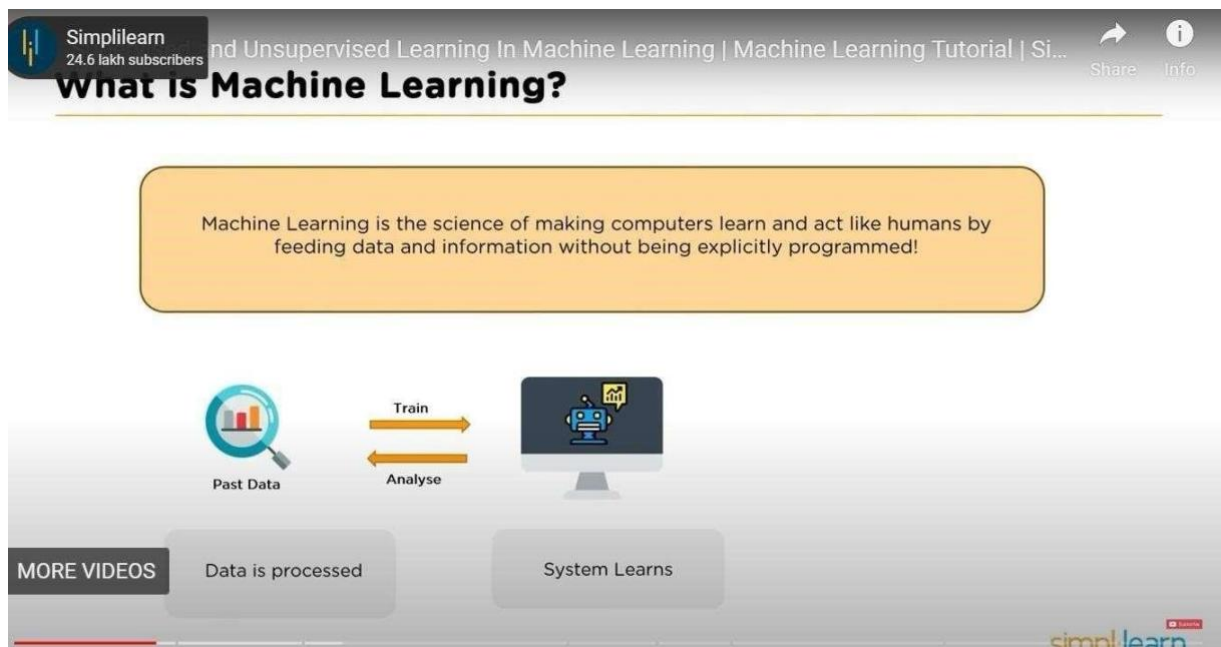 Simplilearn
24.6 lakh subscribers
nd Unsupervised Learning In Machine Learning | Machine Learning Tutorial | Si...
Share
Info
What is Machine Learning?
Machine Learning is the science of making computers learn and act like humans by
feeding data and information without being explicitly programmed!
Train
Past Data
Analyse
MORE VIDEOS
Data is processed
System Learns
simplilearn